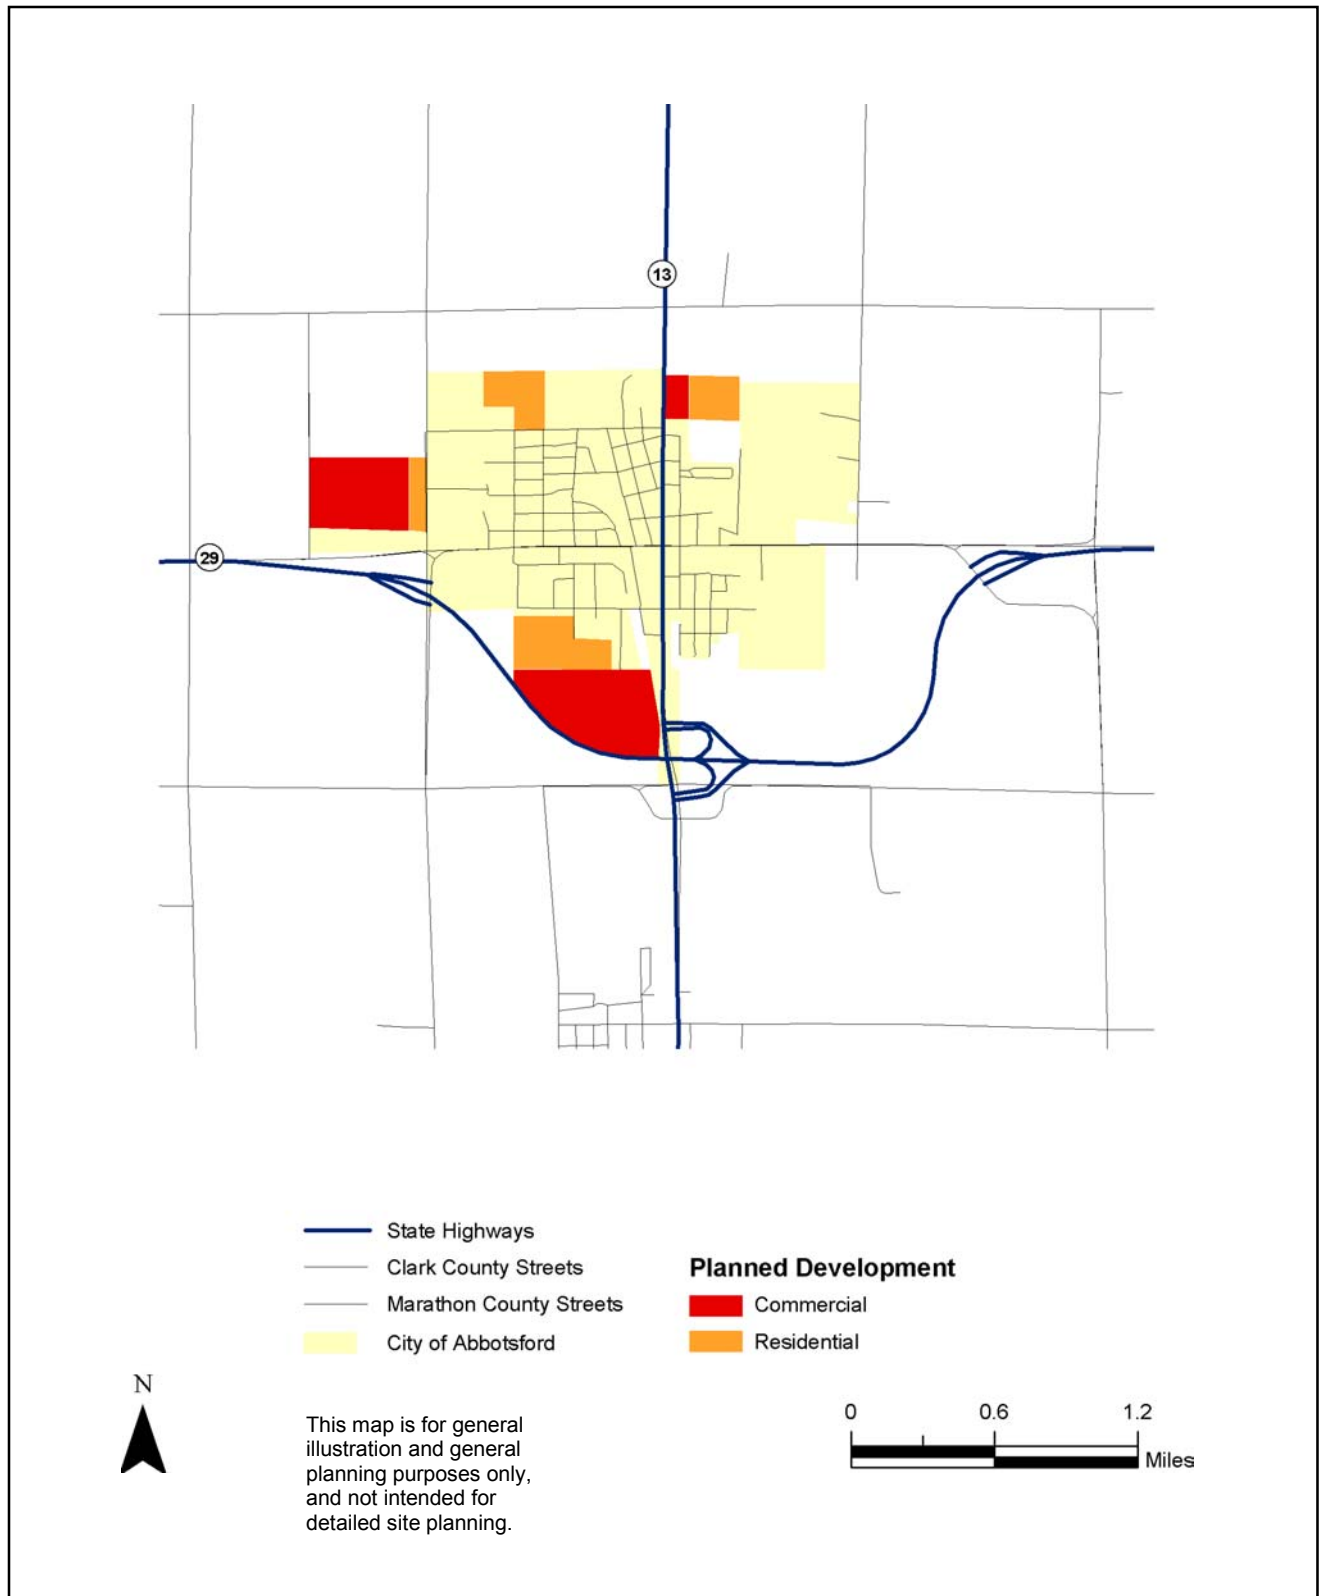 13
29
State Highways
Clark County Streets
Marathon County Streets
City of Abbotsford
Planned Development
Commercial
Residential
N
This map is for general
illustration and general
planning purposes only,
and not intended for
detailed site planning.
0 0.6 1.2
Miles